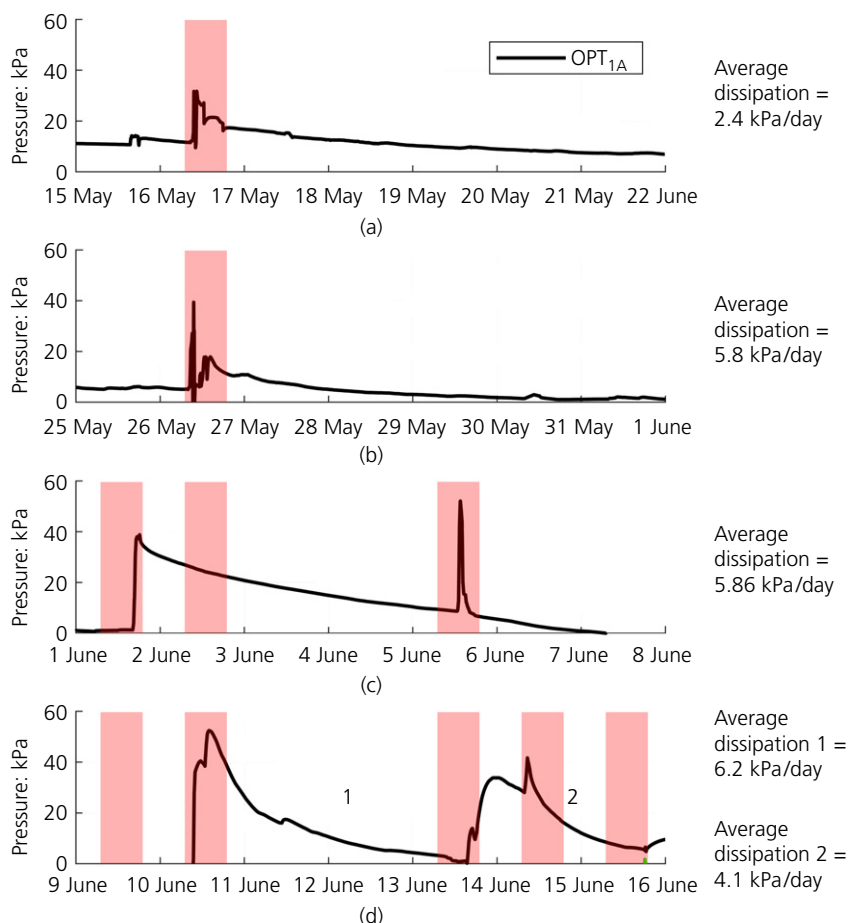 60
40
20
0
Pressure: kPa
OPT1A
15 May 16 May 17 May 18 May 19 May 20 May 21 May 22 June
(a)
Average
dissipation =
2.4 kPa/day
60
40
20
0
Pressure: kPa
25 May 26 May 27 May 28 May 29 May 30 May 31 May 1 June
(b)
Average
dissipation =
5.8 kPa/day
60
40
20
0
Pressure: kPa
1 June 2 June 3 June 4 June 5 June 6 June 7 June 8 June
(c)
Average
dissipation =
5.86 kPa/day
60
40
20
0
Pressure: kPa
1
2
9 June 10 June 11 June 12 June 13 June 14 June 15 June 16 June
(d)
Average
dissipation 1 =
6.2 kPa/day
Average
dissipation 2 =
4.1 kPa/day